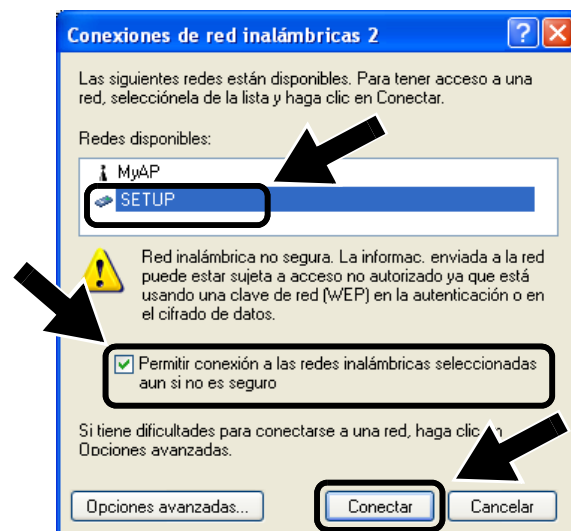 Conexiones de red inalámbricas 2
Las siguientes redes están disponibles. Para tener acceso a una
red, selecciónela de la lista y haga clic en Conectar.
Redes disponibles:
MyAP
SETUP
Red inalámbrica no segura. La informac. enviada a la red
puede estar sujeta a acceso no autorizado ya que está
usando una clave de red (WEP) en la autenticación o en
el cifrado de datos.
Permitir conexión a las redes inalámbricas seleccionadas
aun si no es seguro
Si tiene dificultades para conectarse a una red, haga clic
Opciones avanzadas.
Opciones avanzadas... Conectar Cancelar